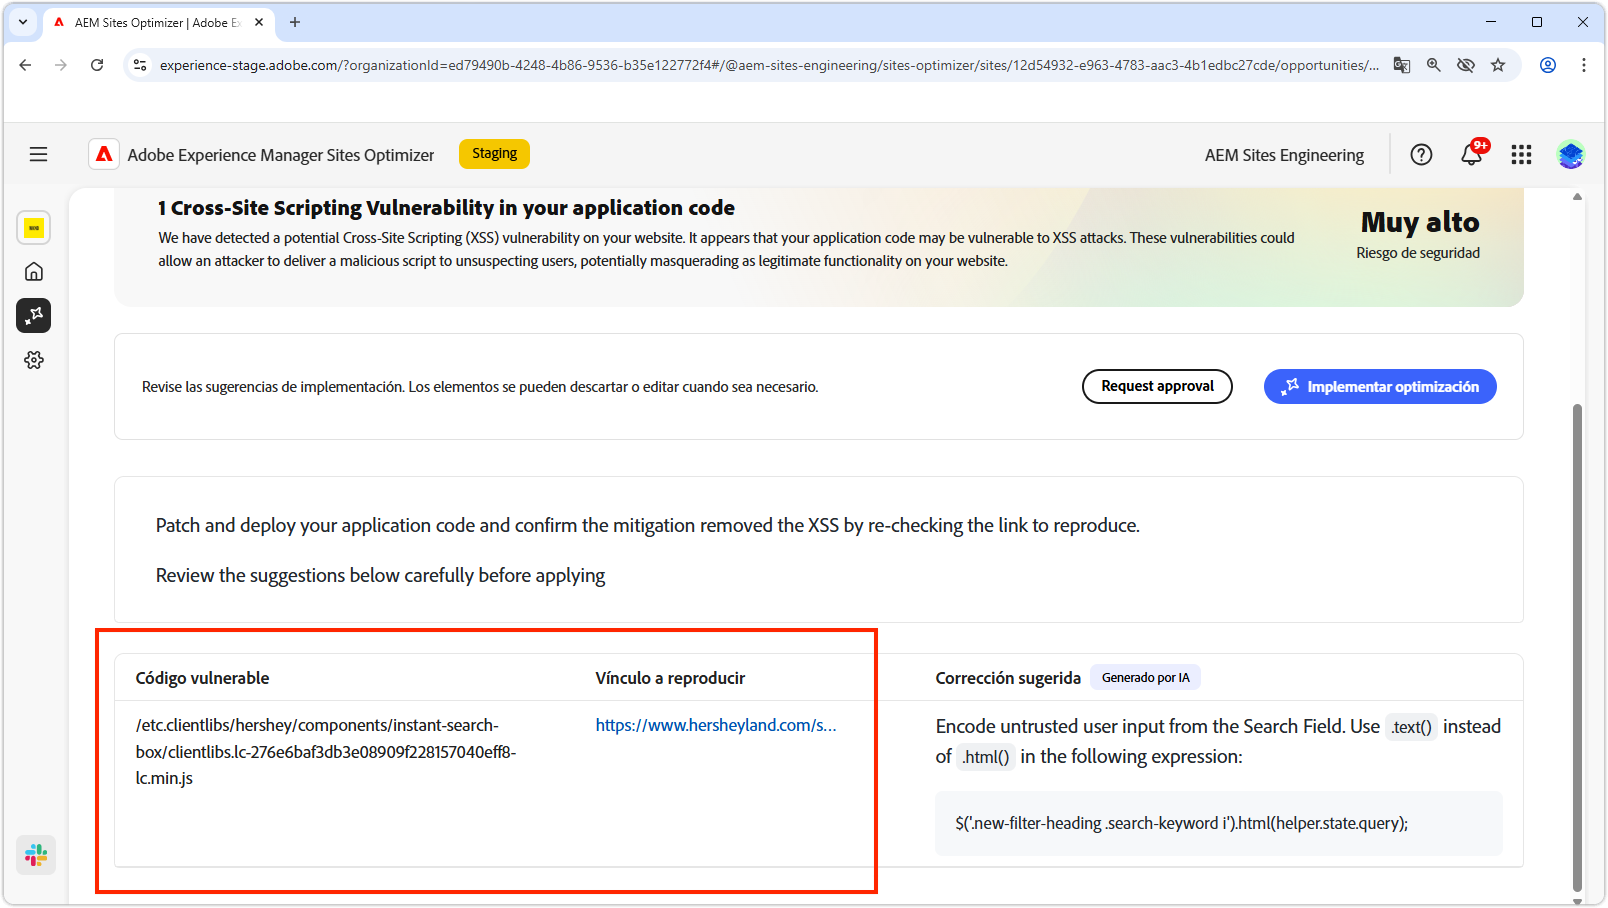 AEM Sites Optimizer | Adobe Ex
experience-stage.adobe.com/?organizationId=ed79490b-4248-4b86-9536-b35e122772f4#/@aem-sites-engineering/sites-optimizer/sites/12d54932-e963-4783-aac3-4b1edbc27cde/opportunities/...
Adobe Experience Manager Sites Optimizer
Staging
AEM Sites Engineering
9+
1 Cross-Site Scripting Vulnerability in your application code
We have detected a potential Cross-Site Scripting (XSS) vulnerability on your website. It appears that your application code may be vulnerable to XSS attacks. These vulnerabilities could
allow an attacker to deliver a malicious script to unsuspecting users, potentially masquerading as legitimate functionality on your website.
Muy alto
Riesgo de seguridad
Revise las sugerencias de implementación. Los elementos se pueden descartar o editar cuando sea necesario.
Request approval
Implementar optimización
Patch and deploy your application code and confirm the mitigation removed the XSS by re-checking the link to reproduce.
Review the suggestions below carefully before applying
Código vulnerable
Vínculo a reproducir
Corrección sugerida
Generado por IA
/etc.clientlibs/hershey/components/instant-search-
box/clientlibs.lc-276e6baf3db3e08909f228157040eff8-
lc.min.js
https://www.hersheyland.com/s...
Encode untrusted user input from the Search Field. Use .text() instead
of .html() in the following expression:
$('.new-filter-heading .search-keyword i').html(helper.state.query);